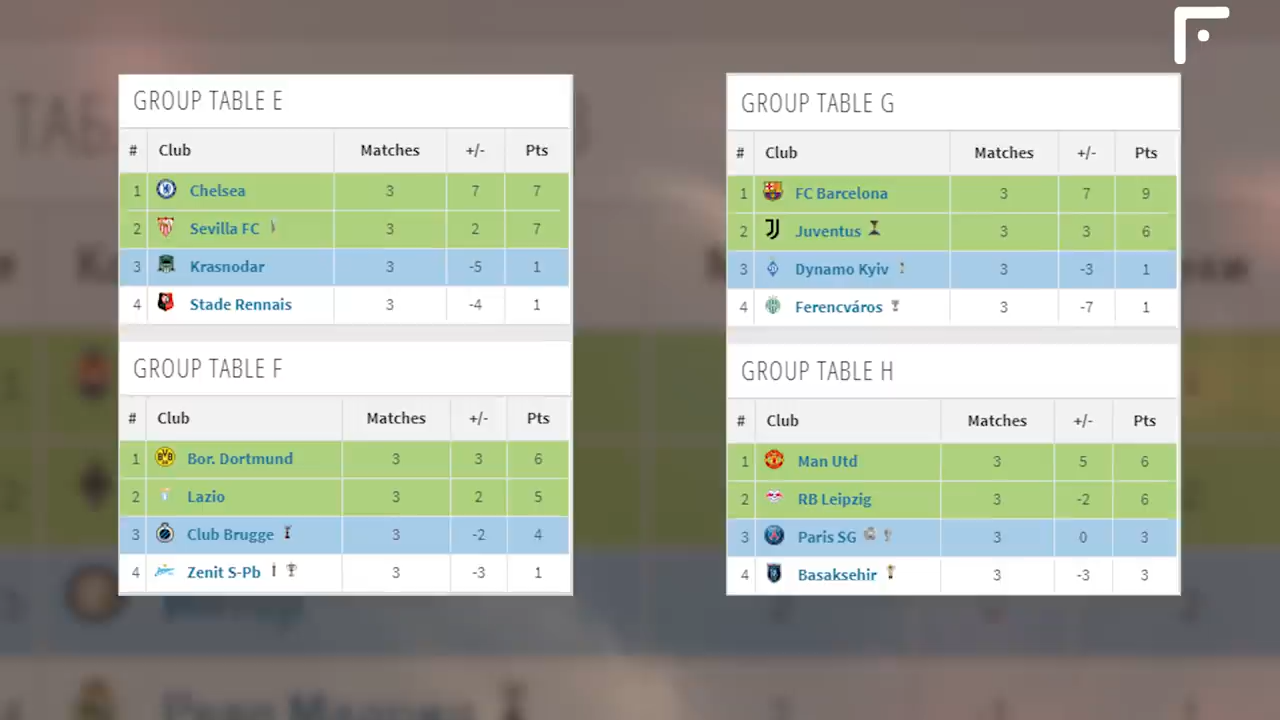 GROUP TABLE E
# Club Matches +/- Pts
1 Chelsea 3 7 7
2 Sevilla FC 3 2 7
3 Krasnodar 3 -5 1
4 Stade Rennais 3 -4 1
GROUP TABLE F
# Club Matches +/- Pts
1 Bor. Dortmund 3 3 6
2 Lazio 3 2 5
3 Club Brugge 3 -2 4
4 Zenit S-Pb 3 -3 1
GROUP TABLE G
# Club Matches +/- Pts
1 FC Barcelona 3 7 9
2 Juventus 3 3 6
3 Dynamo Kyiv 3 -3 1
4 Ferencváros 3 -7 1
GROUP TABLE H
# Club Matches +/- Pts
1 Man Utd 3 5 6
2 RB Leipzig 3 -2 6
3 Paris SG 3 0 3
4 Basaksehir 3 -3 3